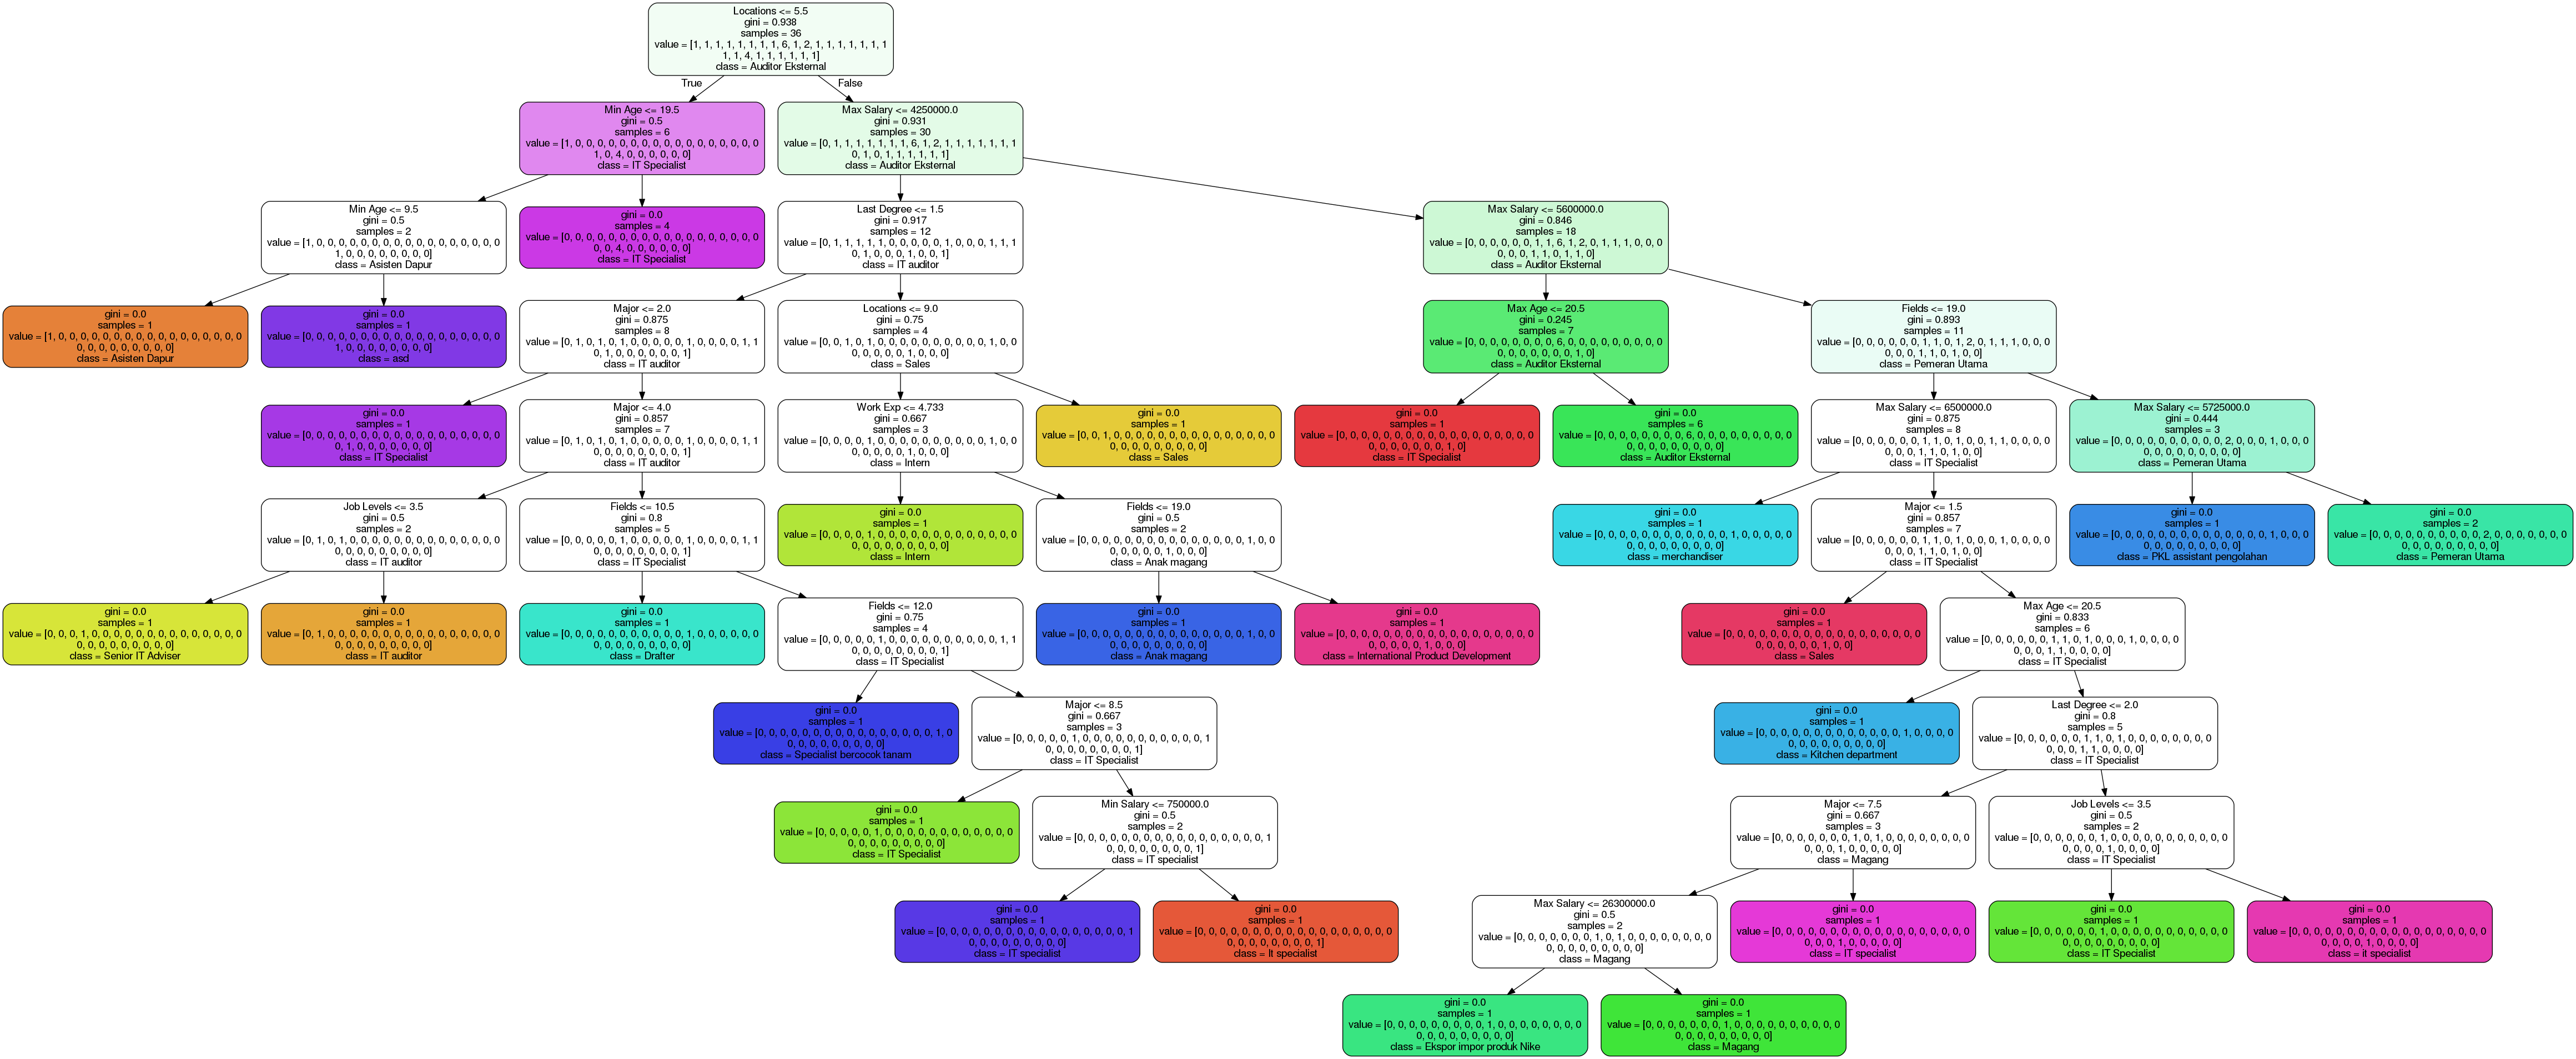 Locations <= 5.5
gini = 0.938
samples = 36
value = [1, 1, 1, 1, 1, 1, 1, 1, 6, 1, 2, 1, 1, 1, 1, 1, 1, 1
1, 1, 4, 1, 1, 1, 1, 1, 1]
class = Auditor Eksternal
True
False
Min Age <= 19.5
gini = 0.5
samples = 6
value = [1, 0, 0, 0, 0, 0, 0, 0, 0, 0, 0, 0, 0, 0, 0, 0, 0, 0
1, 0, 4, 0, 0, 0, 0, 0, 0]
class = IT Specialist
Max Salary <= 4250000.0
gini = 0.931
samples = 30
value = [0, 1, 1, 1, 1, 1, 1, 1, 6, 1, 2, 1, 1, 1, 1, 1, 1, 1
0, 1, 0, 1, 1, 1, 1, 1, 1]
class = Auditor Eksternal
Min Age <= 9.5
gini = 0.5
samples = 2
value = [1, 0, 0, 0, 0, 0, 0, 0, 0, 0, 0, 0, 0, 0, 0, 0, 0, 0
1, 0, 0, 0, 0, 0, 0, 0, 0]
class = Asisten Dapur
gini = 0.0
samples = 4
value = [0, 0, 0, 0, 0, 0, 0, 0, 0, 0, 0, 0, 0, 0, 0, 0, 0, 0
0, 0, 4, 0, 0, 0, 0, 0, 0]
class = IT Specialist
Last Degree <= 1.5
gini = 0.917
samples = 12
value = [0, 1, 1, 1, 1, 1, 0, 0, 0, 0, 0, 1, 0, 0, 0, 1, 1, 1
0, 1, 0, 0, 0, 1, 0, 0, 1]
class = IT auditor
Max Salary <= 5600000.0
gini = 0.846
samples = 18
value = [0, 0, 0, 0, 0, 0, 1, 1, 6, 1, 2, 0, 1, 1, 1, 0, 0, 0
0, 0, 0, 1, 1, 0, 1, 1, 0]
class = Auditor Eksternal
gini = 0.0
samples = 1
value = [1, 0, 0, 0, 0, 0, 0, 0, 0, 0, 0, 0, 0, 0, 0, 0, 0, 0
0, 0, 0, 0, 0, 0, 0, 0, 0]
class = Asisten Dapur
gini = 0.0
samples = 1
value = [0, 0, 0, 0, 0, 0, 0, 0, 0, 0, 0, 0, 0, 0, 0, 0, 0, 0
1, 0, 0, 0, 0, 0, 0, 0, 0]
class = asd
Major <= 2.0
gini = 0.875
samples = 8
value = [0, 1, 0, 1, 0, 1, 0, 0, 0, 0, 0, 1, 0, 0, 0, 0, 1, 1
0, 1, 0, 0, 0, 0, 0, 0, 1]
class = IT auditor
Locations <= 9.0
gini = 0.75
samples = 4
value = [0, 0, 1, 0, 1, 0, 0, 0, 0, 0, 0, 0, 0, 0, 0, 1, 0, 0
0, 0, 0, 0, 0, 1, 0, 0, 0]
class = Sales
Max Age <= 20.5
gini = 0.245
samples = 7
value = [0, 0, 0, 0, 0, 0, 0, 0, 6, 0, 0, 0, 0, 0, 0, 0, 0, 0
0, 0, 0, 0, 0, 0, 0, 1, 0]
class = Auditor Eksternal
Fields <= 19.0
gini = 0.893
samples = 11
value = [0, 0, 0, 0, 0, 0, 1, 1, 0, 1, 2, 0, 1, 1, 1, 0, 0, 0
0, 0, 0, 1, 1, 0, 1, 0, 0]
class = Pemeran Utama
gini = 0.0
samples = 1
value = [0, 0, 0, 0, 0, 0, 0, 0, 0, 0, 0, 0, 0, 0, 0, 0, 0, 0
0, 1, 0, 0, 0, 0, 0, 0, 0]
class = IT Specialist
Major <= 4.0
gini = 0.857
samples = 7
value = [0, 1, 0, 1, 0, 1, 0, 0, 0, 0, 0, 1, 0, 0, 0, 0, 1, 1
0, 0, 0, 0, 0, 0, 0, 0, 1]
class = IT auditor
Work Exp <= 4.733
gini = 0.667
samples = 3
value = [0, 0, 0, 0, 1, 0, 0, 0, 0, 0, 0, 0, 0, 0, 0, 1, 0, 0
0, 0, 0, 0, 0, 1, 0, 0, 0]
class = Intern
gini = 0.0
samples = 1
value = [0, 0, 1, 0, 0, 0, 0, 0, 0, 0, 0, 0, 0, 0, 0, 0, 0, 0
0, 0, 0, 0, 0, 0, 0, 0, 0]
class = Sales
gini = 0.0
samples = 1
value = [0, 0, 0, 0, 0, 0, 0, 0, 0, 0, 0, 0, 0, 0, 0, 0, 0, 0
0, 0, 0, 0, 0, 0, 0, 1, 0]
class = IT Specialist
gini = 0.0
samples = 6
value = [0, 0, 0, 0, 0, 0, 0, 0, 6, 0, 0, 0, 0, 0, 0, 0, 0, 0
0, 0, 0, 0, 0, 0, 0, 0, 0]
class = Auditor Eksternal
Max Salary <= 6500000.0
gini = 0.875
samples = 8
value = [0, 0, 0, 0, 0, 0, 1, 1, 0, 1, 0, 0, 1, 1, 0, 0, 0, 0
0, 0, 0, 1, 1, 0, 1, 0, 0]
class = IT Specialist
Max Salary <= 5725000.0
gini = 0.444
samples = 3
value = [0, 0, 0, 0, 0, 0, 0, 0, 0, 0, 2, 0, 0, 0, 1, 0, 0, 0
0, 0, 0, 0, 0, 0, 0, 0, 0]
class = Pemeran Utama
Job Levels <= 3.5
gini = 0.5
samples = 2
value = [0, 1, 0, 1, 0, 0, 0, 0, 0, 0, 0, 0, 0, 0, 0, 0, 0, 0
0, 0, 0, 0, 0, 0, 0, 0, 0]
class = IT auditor
Fields <= 10.5
gini = 0.8
samples = 5
value = [0, 0, 0, 0, 0, 1, 0, 0, 0, 0, 0, 1, 0, 0, 0, 0, 1, 1
0, 0, 0, 0, 0, 0, 0, 0, 1]
class = IT Specialist
gini = 0.0
samples = 1
value = [0, 0, 0, 0, 1, 0, 0, 0, 0, 0, 0, 0, 0, 0, 0, 0, 0, 0
0, 0, 0, 0, 0, 0, 0, 0, 0]
class = Intern
Fields <= 19.0
gini = 0.5
samples = 2
value = [0, 0, 0, 0, 0, 0, 0, 0, 0, 0, 0, 0, 0, 0, 0, 1, 0, 0
0, 0, 0, 0, 0, 1, 0, 0, 0]
class = Anak magang
gini = 0.0
samples = 1
value = [0, 0, 0, 0, 0, 0, 0, 0, 0, 0, 0, 0, 1, 0, 0, 0, 0, 0
0, 0, 0, 0, 0, 0, 0, 0, 0]
class = merchandiser
Major <= 1.5
gini = 0.857
samples = 7
value = [0, 0, 0, 0, 0, 0, 1, 1, 0, 1, 0, 0, 0, 1, 0, 0, 0, 0
0, 0, 0, 1, 1, 0, 1, 0, 0]
class = IT Specialist
gini = 0.0
samples = 1
value = [0, 0, 0, 0, 0, 0, 0, 0, 0, 0, 0, 0, 0, 0, 1, 0, 0, 0
0, 0, 0, 0, 0, 0, 0, 0, 0]
class = PKL assistant pengolahan
gini = 0.0
samples = 2
value = [0, 0, 0, 0, 0, 0, 0, 0, 0, 0, 2, 0, 0, 0, 0, 0, 0, 0
0, 0, 0, 0, 0, 0, 0, 0, 0]
class = Pemeran Utama
gini = 0.0
samples = 1
value = [0, 0, 0, 1, 0, 0, 0, 0, 0, 0, 0, 0, 0, 0, 0, 0, 0, 0
0, 0, 0, 0, 0, 0, 0, 0, 0]
class = Senior IT Adviser
gini = 0.0
samples = 1
value = [0, 1, 0, 0, 0, 0, 0, 0, 0, 0, 0, 0, 0, 0, 0, 0, 0, 0
0, 0, 0, 0, 0, 0, 0, 0, 0]
class = IT auditor
gini = 0.0
samples = 1
value = [0, 0, 0, 0, 0, 0, 0, 0, 0, 0, 0, 1, 0, 0, 0, 0, 0, 0
0, 0, 0, 0, 0, 0, 0, 0, 0]
class = Drafter
Fields <= 12.0
gini = 0.75
samples = 4
value = [0, 0, 0, 0, 0, 1, 0, 0, 0, 0, 0, 0, 0, 0, 0, 0, 1, 1
0, 0, 0, 0, 0, 0, 0, 0, 1]
class = IT Specialist
gini = 0.0
samples = 1
value = [0, 0, 0, 0, 0, 0, 0, 0, 0, 0, 0, 0, 0, 0, 0, 1, 0, 0
0, 0, 0, 0, 0, 0, 0, 0, 0]
class = Anak magang
gini = 0.0
samples = 1
value = [0, 0, 0, 0, 0, 0, 0, 0, 0, 0, 0, 0, 0, 0, 0, 0, 0, 0
0, 0, 0, 0, 0, 1, 0, 0, 0]
class = International Product Development
gini = 0.0
samples = 1
value = [0, 0, 0, 0, 0, 0, 0, 0, 0, 0, 0, 0, 0, 0, 0, 0, 0, 0
0, 0, 0, 0, 0, 0, 1, 0, 0]
class = Sales
Max Age <= 20.5
gini = 0.833
samples = 6
value = [0, 0, 0, 0, 0, 0, 1, 1, 0, 1, 0, 0, 0, 1, 0, 0, 0, 0
0, 0, 0, 1, 1, 0, 0, 0, 0]
class = IT Specialist
gini = 0.0
samples = 1
value = [0, 0, 0, 0, 0, 0, 0, 0, 0, 0, 0, 0, 0, 0, 0, 0, 1, 0
0, 0, 0, 0, 0, 0, 0, 0, 0]
class = Specialist bercocok tanam
Major <= 8.5
gini = 0.667
samples = 3
value = [0, 0, 0, 0, 0, 1, 0, 0, 0, 0, 0, 0, 0, 0, 0, 0, 0, 1
0, 0, 0, 0, 0, 0, 0, 0, 1]
class = IT Specialist
gini = 0.0
samples = 1
value = [0, 0, 0, 0, 0, 0, 0, 0, 0, 0, 0, 0, 0, 1, 0, 0, 0, 0
0, 0, 0, 0, 0, 0, 0, 0, 0]
class = Kitchen department
Last Degree <= 2.0
gini = 0.8
samples = 5
value = [0, 0, 0, 0, 0, 0, 1, 1, 0, 1, 0, 0, 0, 0, 0, 0, 0, 0
0, 0, 0, 1, 1, 0, 0, 0, 0]
class = IT Specialist
gini = 0.0
samples = 1
value = [0, 0, 0, 0, 0, 1, 0, 0, 0, 0, 0, 0, 0, 0, 0, 0, 0, 0
0, 0, 0, 0, 0, 0, 0, 0, 0]
class = IT Specialist
Min Salary <= 750000.0
gini = 0.5
samples = 2
value = [0, 0, 0, 0, 0, 0, 0, 0, 0, 0, 0, 0, 0, 0, 0, 0, 0, 1
0, 0, 0, 0, 0, 0, 0, 0, 1]
class = IT specialist
Major <= 7.5
gini = 0.667
samples = 3
value = [0, 0, 0, 0, 0, 0, 0, 1, 0, 1, 0, 0, 0, 0, 0, 0, 0, 0
0, 0, 0, 1, 0, 0, 0, 0, 0]
class = Magang
Job Levels <= 3.5
gini = 0.5
samples = 2
value = [0, 0, 0, 0, 0, 0, 1, 0, 0, 0, 0, 0, 0, 0, 0, 0, 0, 0
0, 0, 0, 0, 1, 0, 0, 0, 0]
class = IT Specialist
gini = 0.0
samples = 1
value = [0, 0, 0, 0, 0, 0, 0, 0, 0, 0, 0, 0, 0, 0, 0, 0, 0, 1
0, 0, 0, 0, 0, 0, 0, 0, 0]
class = IT specialist
gini = 0.0
samples = 1
value = [0, 0, 0, 0, 0, 0, 0, 0, 0, 0, 0, 0, 0, 0, 0, 0, 0, 0
0, 0, 0, 0, 0, 0, 0, 0, 1]
class = It specialist
Max Salary <= 26300000.0
gini = 0.5
samples = 2
value = [0, 0, 0, 0, 0, 0, 0, 1, 0, 1, 0, 0, 0, 0, 0, 0, 0, 0
0, 0, 0, 0, 0, 0, 0, 0, 0]
class = Magang
gini = 0.0
samples = 1
value = [0, 0, 0, 0, 0, 0, 0, 0, 0, 0, 0, 0, 0, 0, 0, 0, 0, 0
0, 0, 0, 1, 0, 0, 0, 0, 0]
class = IT specialist
gini = 0.0
samples = 1
value = [0, 0, 0, 0, 0, 0, 1, 0, 0, 0, 0, 0, 0, 0, 0, 0, 0, 0
0, 0, 0, 0, 0, 0, 0, 0, 0]
class = IT Specialist
gini = 0.0
samples = 1
value = [0, 0, 0, 0, 0, 0, 0, 0, 0, 0, 0, 0, 0, 0, 0, 0, 0, 0
0, 0, 0, 0, 1, 0, 0, 0, 0]
class = it specialist
gini = 0.0
samples = 1
value = [0, 0, 0, 0, 0, 0, 0, 0, 0, 1, 0, 0, 0, 0, 0, 0, 0, 0
0, 0, 0, 0, 0, 0, 0, 0, 0]
class = Ekspor impor produk Nike
gini = 0.0
samples = 1
value = [0, 0, 0, 0, 0, 0, 0, 1, 0, 0, 0, 0, 0, 0, 0, 0, 0, 0
0, 0, 0, 0, 0, 0, 0, 0, 0]
class = Magang